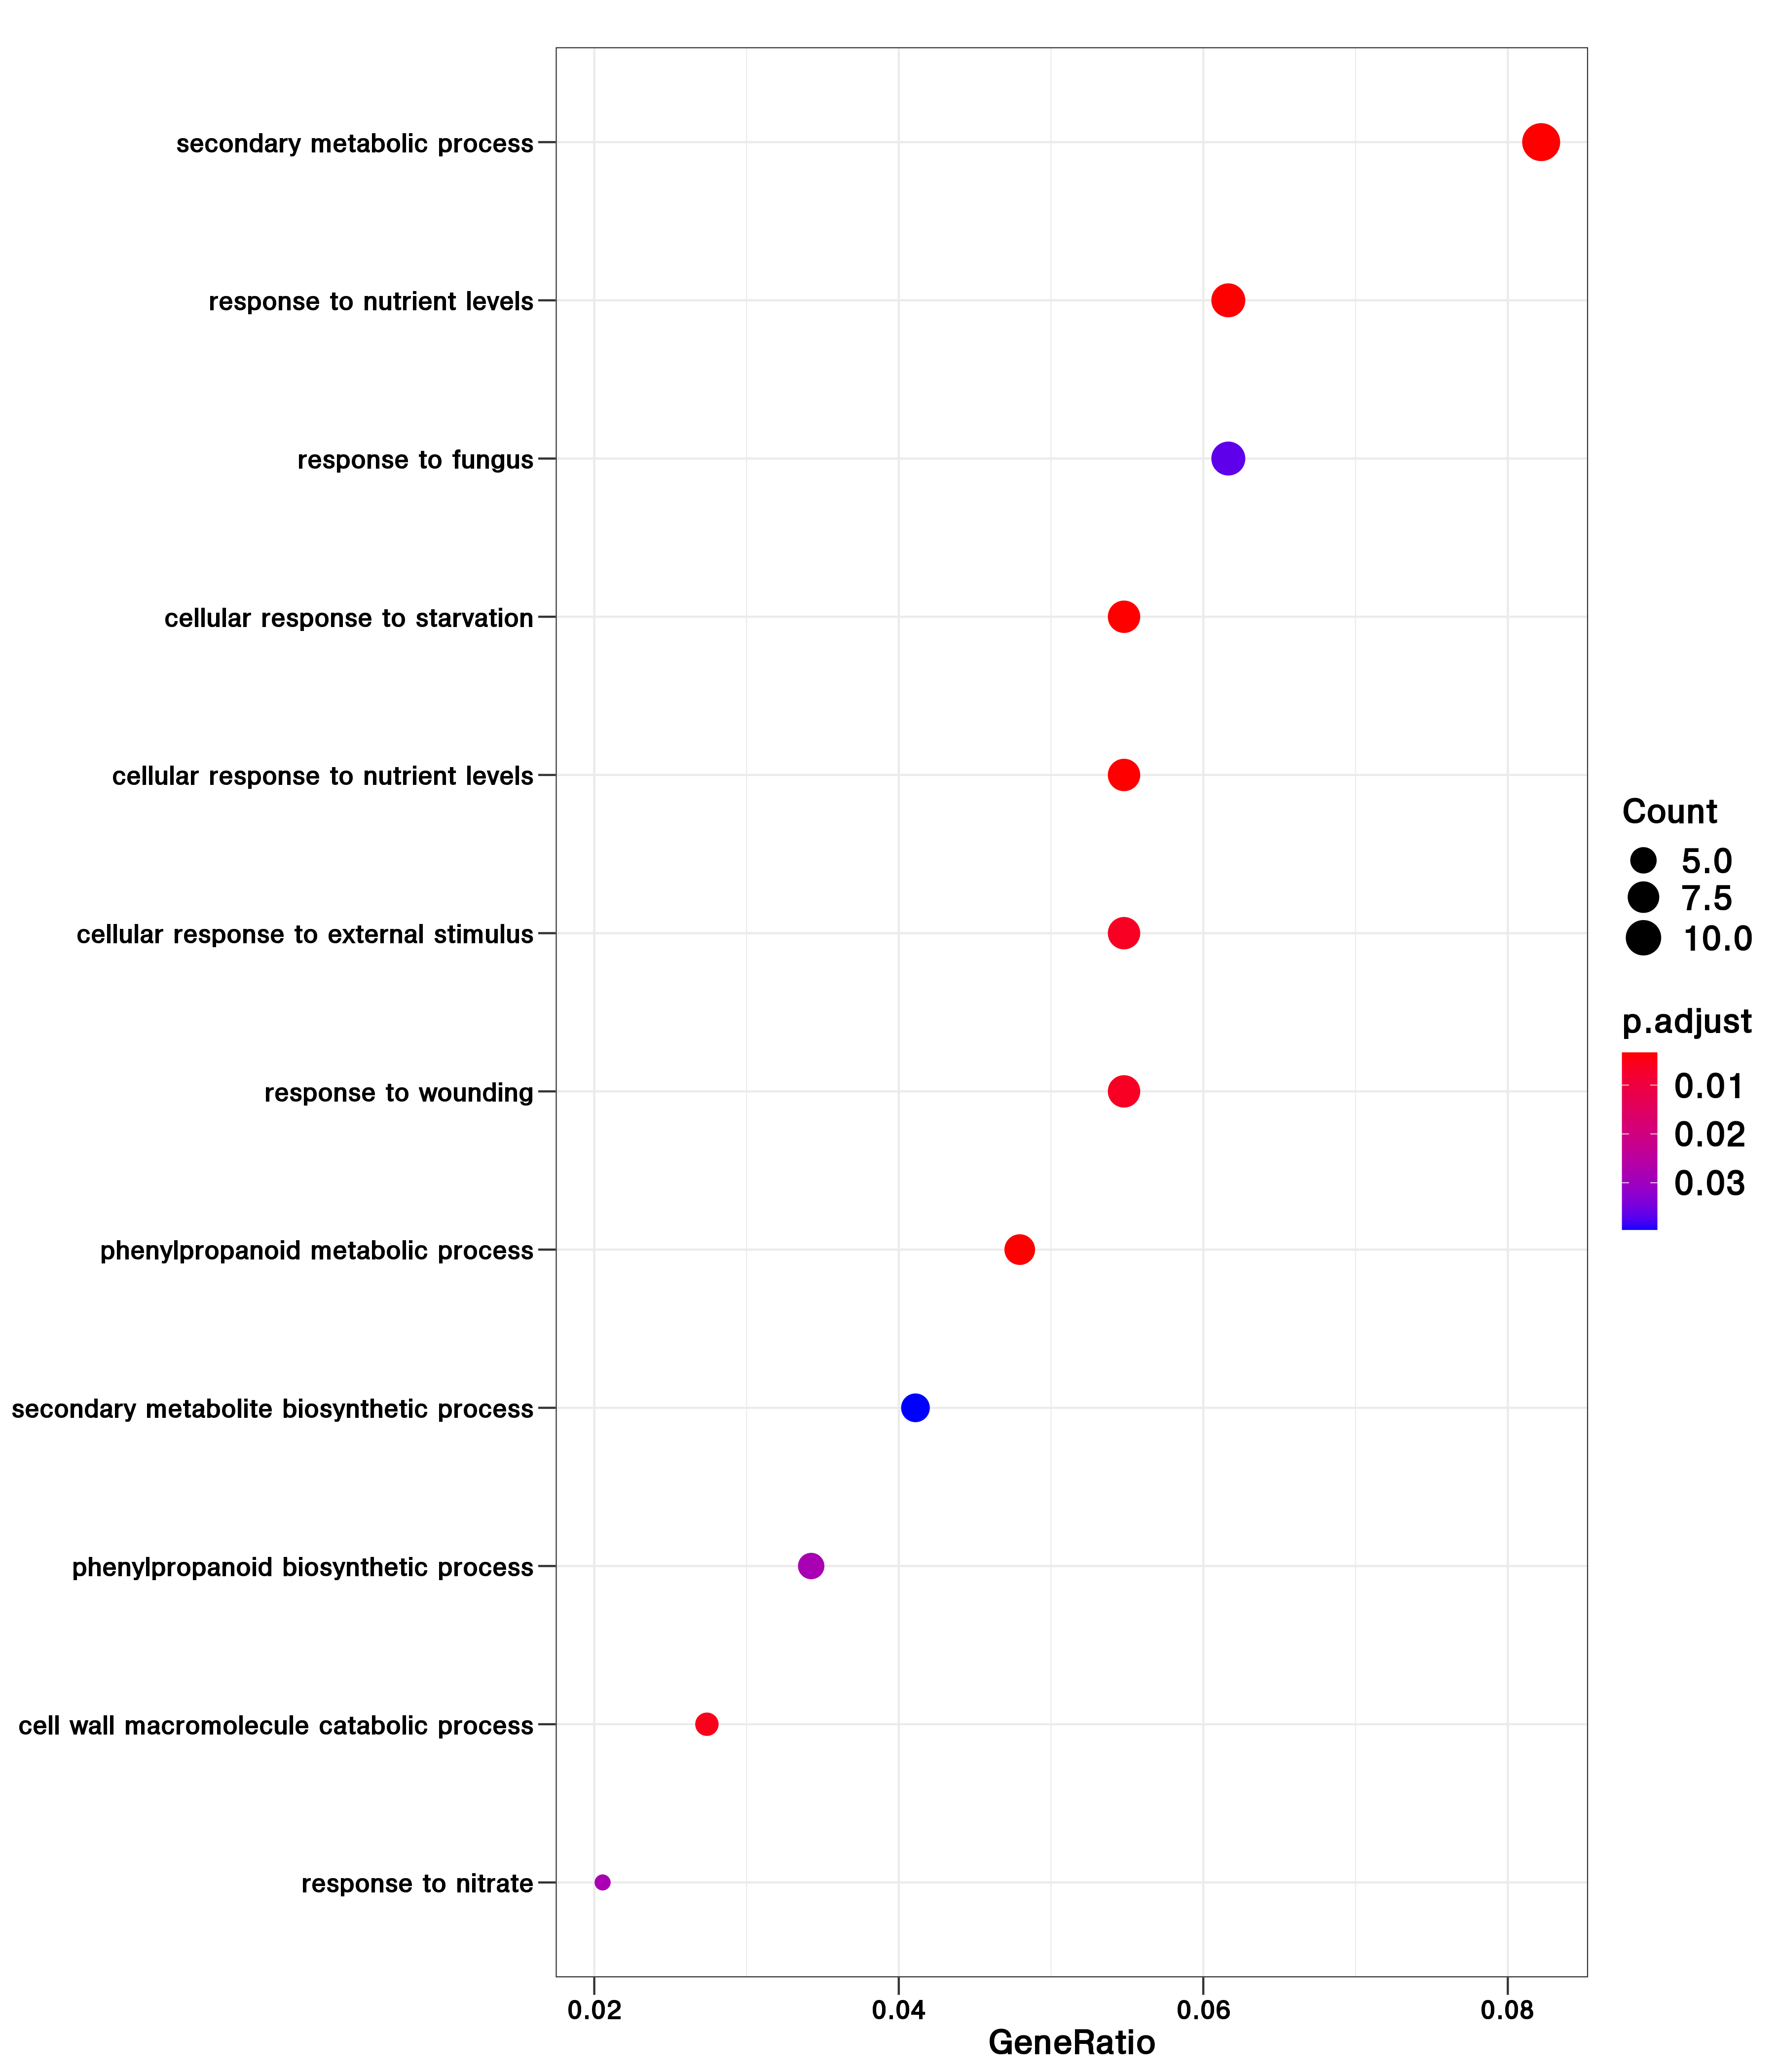 secondary metabolic process
response to nutrient levels
response to fungus
cellular response to starvation
cellular response to nutrient levels
cellular response to external stimulus
response to wounding
phenylpropanoid metabolic process
secondary metabolite biosynthetic process
phenylpropanoid biosynthetic process
cell wall macromolecule catabolic process
response to nitrate
0.02 0.04 0.06 0.08
GeneRatio
Count
5.0
7.5
10.0
p.adjust
0.01
0.02
0.03